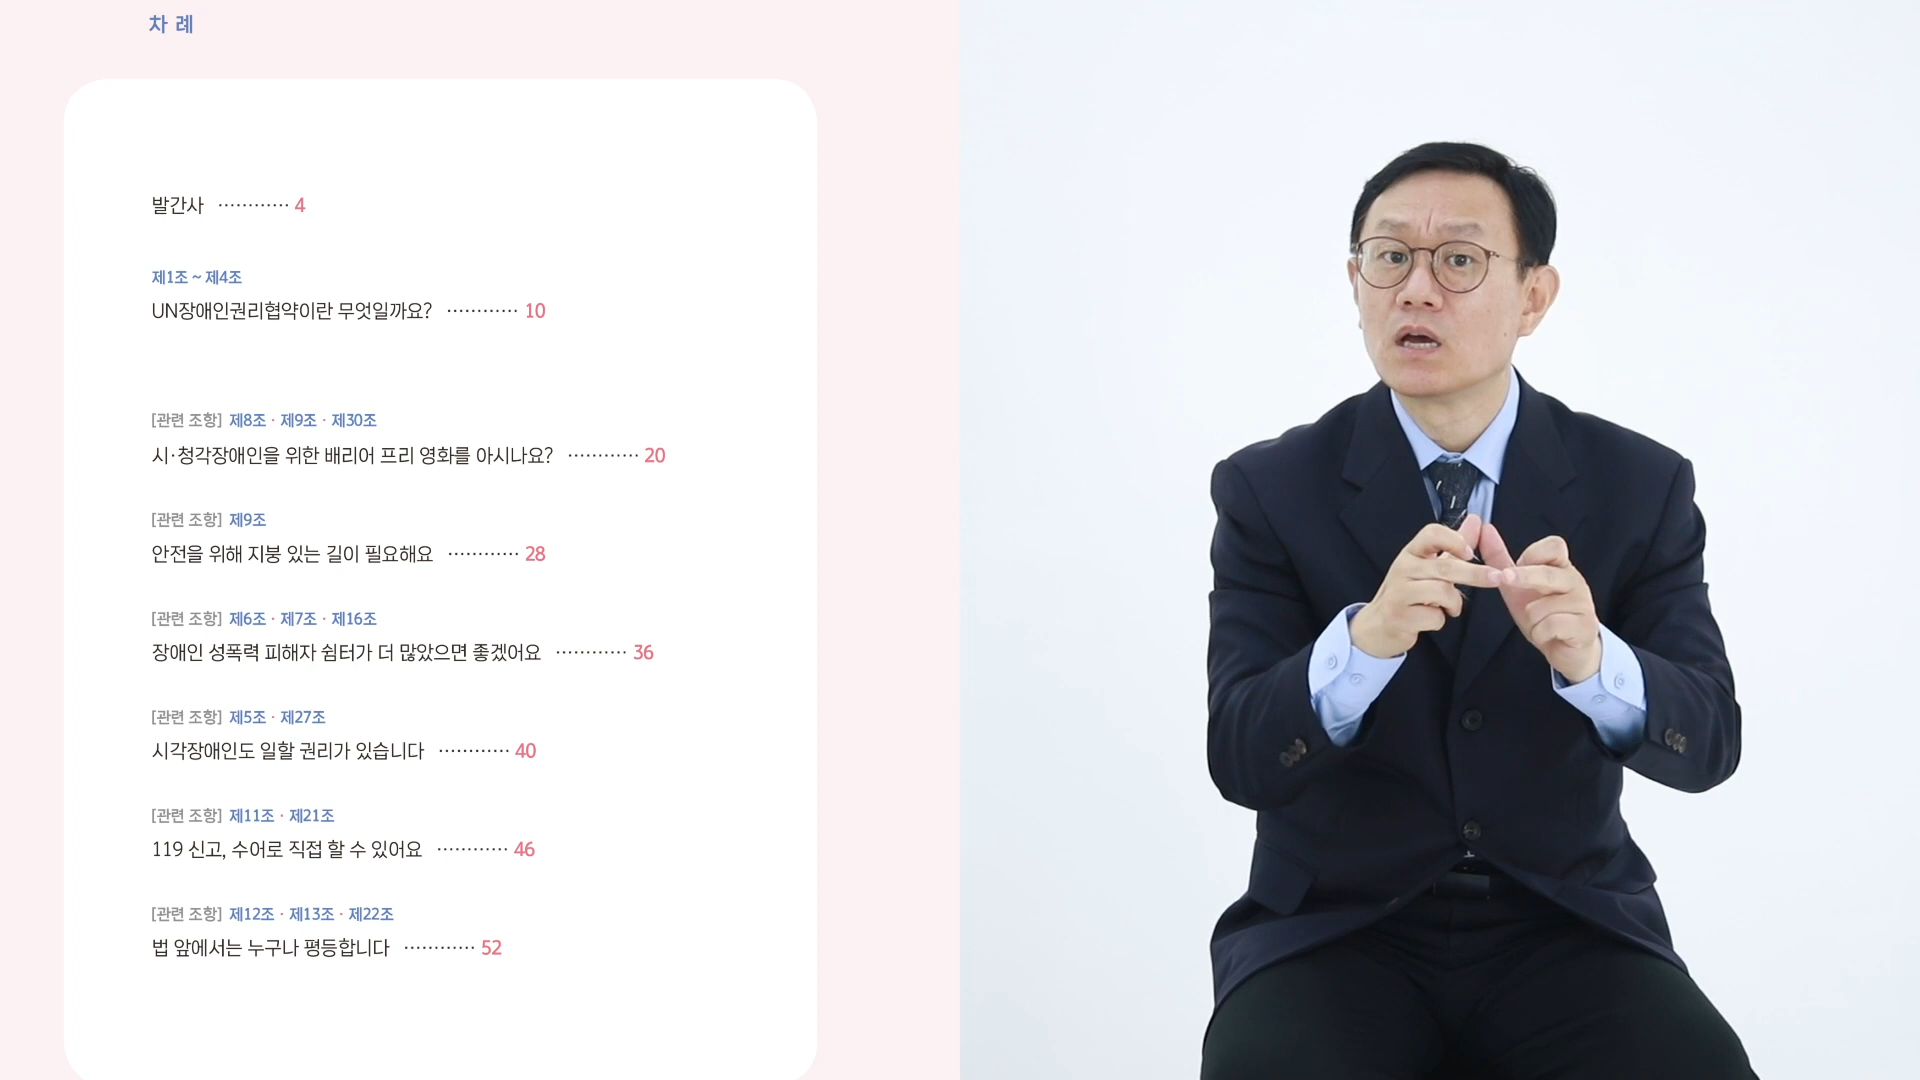 차 례
발간사 ············ 4
제1조 ~ 제4조
UN장애인권리협약이란 무엇일까요? ············ 10
[관련 조항] 제8조 · 제9조 · 제30조
시·청각장애인을 위한 배리어 프리 영화를 아시나요? ············ 20
[관련 조항] 제9조
안전을 위해 지붕 있는 길이 필요해요 ············ 28
[관련 조항] 제6조 · 제7조 · 제16조
장애인 성폭력 피해자 쉼터가 더 많았으면 좋겠어요 ············ 36
[관련 조항] 제5조 · 제27조
시각장애인도 일할 권리가 있습니다 ············ 40
[관련 조항] 제11조 · 제21조
119 신고, 수어로 직접 할 수 있어요 ············ 46
[관련 조항] 제12조 · 제13조 · 제22조
법 앞에서는 누구나 평등합니다 ············ 52